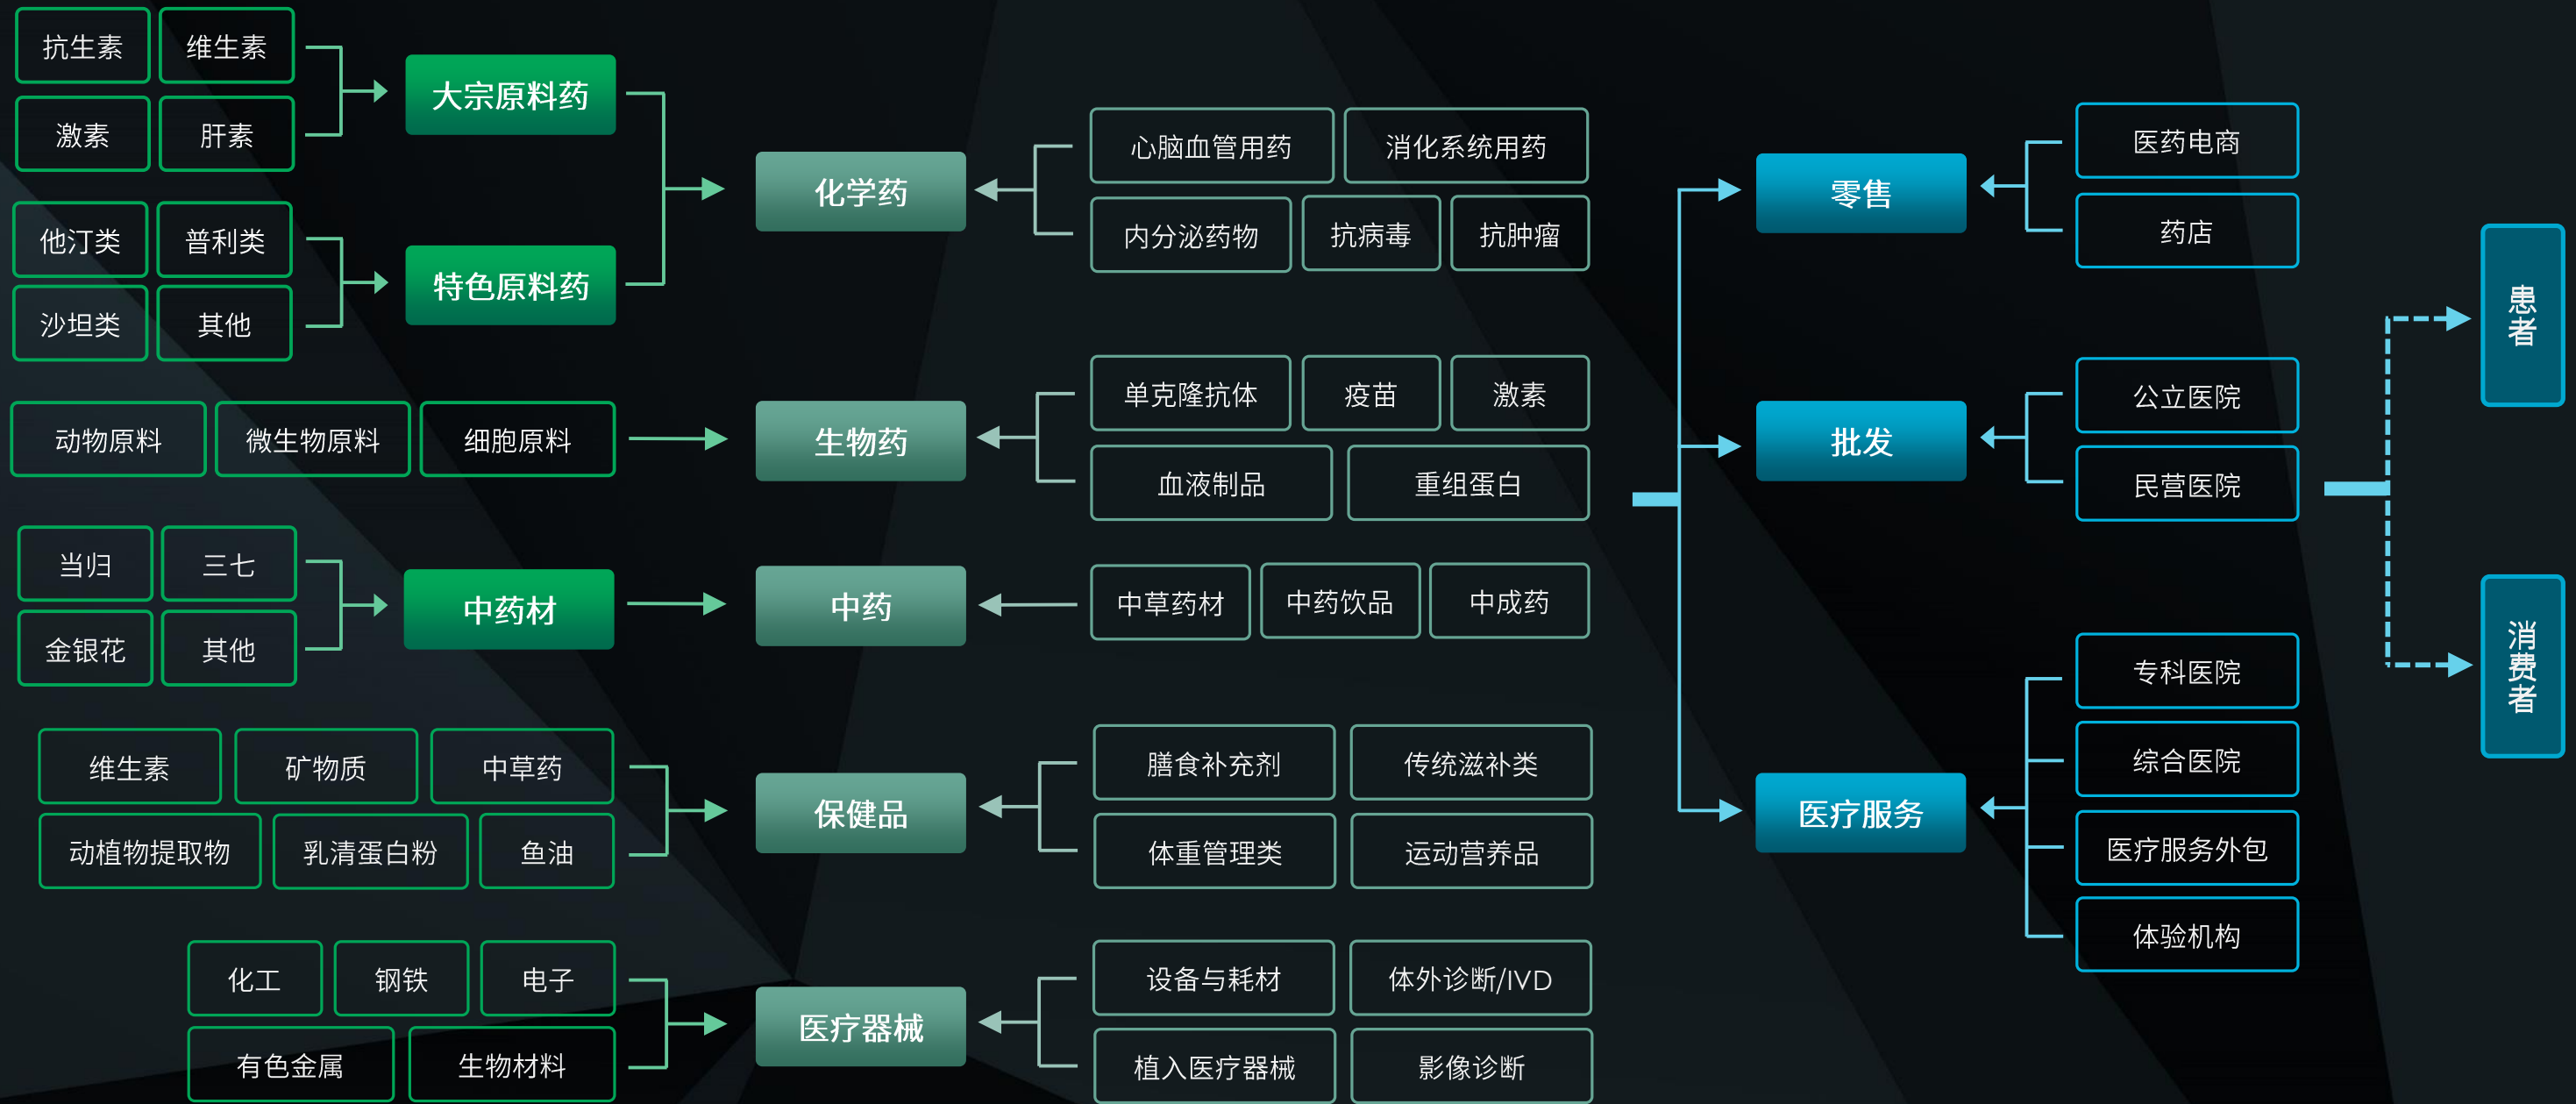 抗生素
维生素
激素
肝素
大宗原料药
他汀类
普利类
沙坦类
其他
特色原料药
化学药
心脑血管用药
消化系统用药
内分泌药物
抗病毒
抗肿瘤
动物原料
微生物原料
细胞原料
生物药
单克隆抗体
疫苗
激素
血液制品
重组蛋白
当归
三七
金银花
其他
中药材
中药
中草药材
中药饮品
中成药
维生素
矿物质
中草药
动植物提取物
乳清蛋白粉
鱼油
保健品
膳食补充剂
传统滋补类
体重管理类
运动营养品
化工
钢铁
电子
有色金属
生物材料
医疗器械
设备与耗材
体外诊断/IVD
植入医疗器械
影像诊断
零售
医药电商
药店
批发
公立医院
民营医院
医疗服务
专科医院
综合医院
医疗服务外包
体验机构
患者
消费者